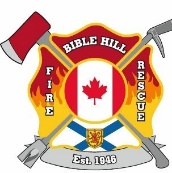 BIBLE HILL
FIRE
RESCUE
Est. 1946